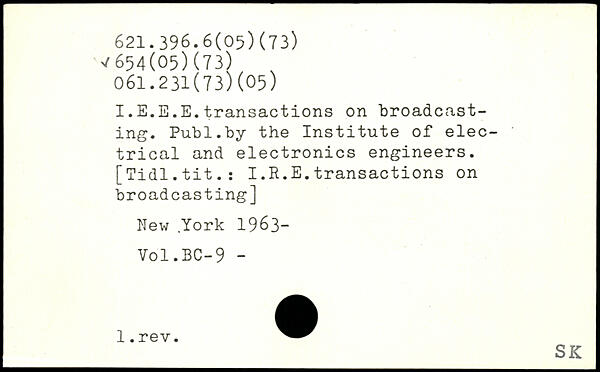 621.396.6(05)(73)
✓654(05)(73)
061.231(73)(05)
I.E.E.E.transactions on broadcast-
ing. Publ.by the Institute of elec-
trical and electronics engineers.
[Tidl.tit.: I.R.E.transactions on
broadcasting]
New York 1963-
Vol.BC-9 -
1.rev.
SK